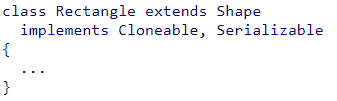 class Rectangle extends Shape
  implements Cloneable, Serializable
{
  ...
}